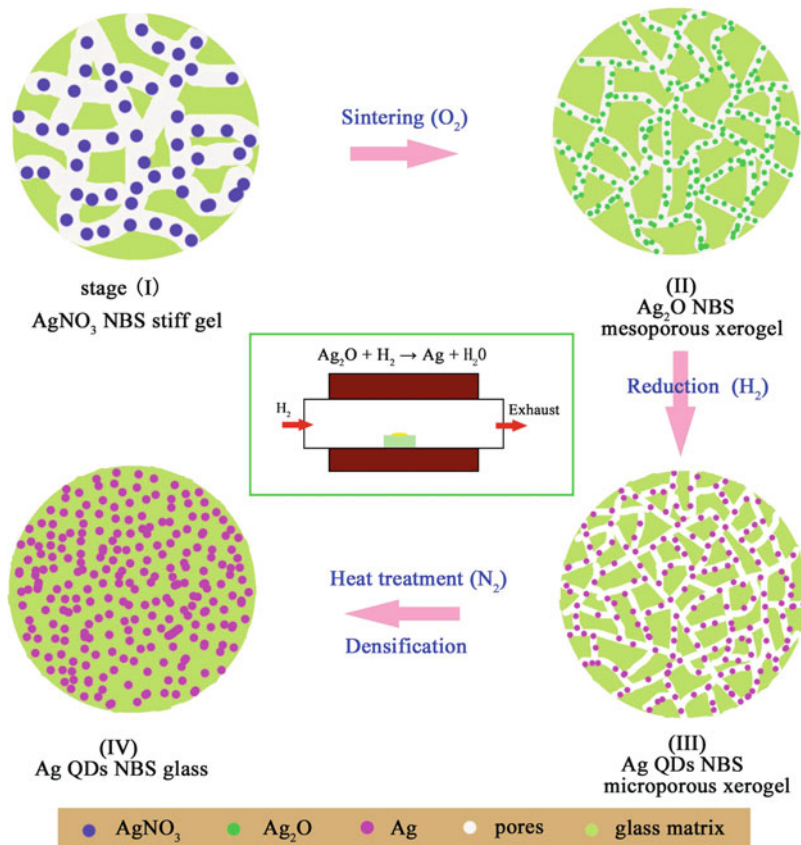 Sintering (O₂)
stage (I)
AgNO₃ NBS stiff gel
(II)
Ag₂O NBS
mesoporous xerogel
Ag₂O + H₂ → Ag + H₂0
H₂
Exhaust
Reduction (H₂)
Heat treatment (N₂)
Densification
(III)
Ag QDs NBS
microporous xerogel
(IV)
Ag QDs NBS glass
AgNO₃ Ag₂O Ag pores glass matrix